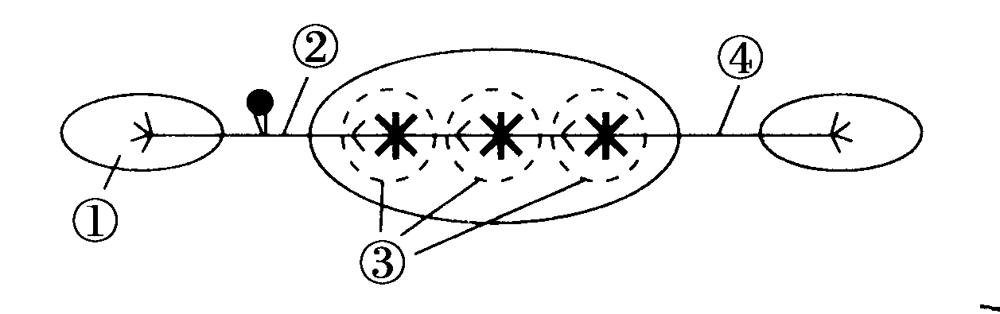 ②
④
①
③